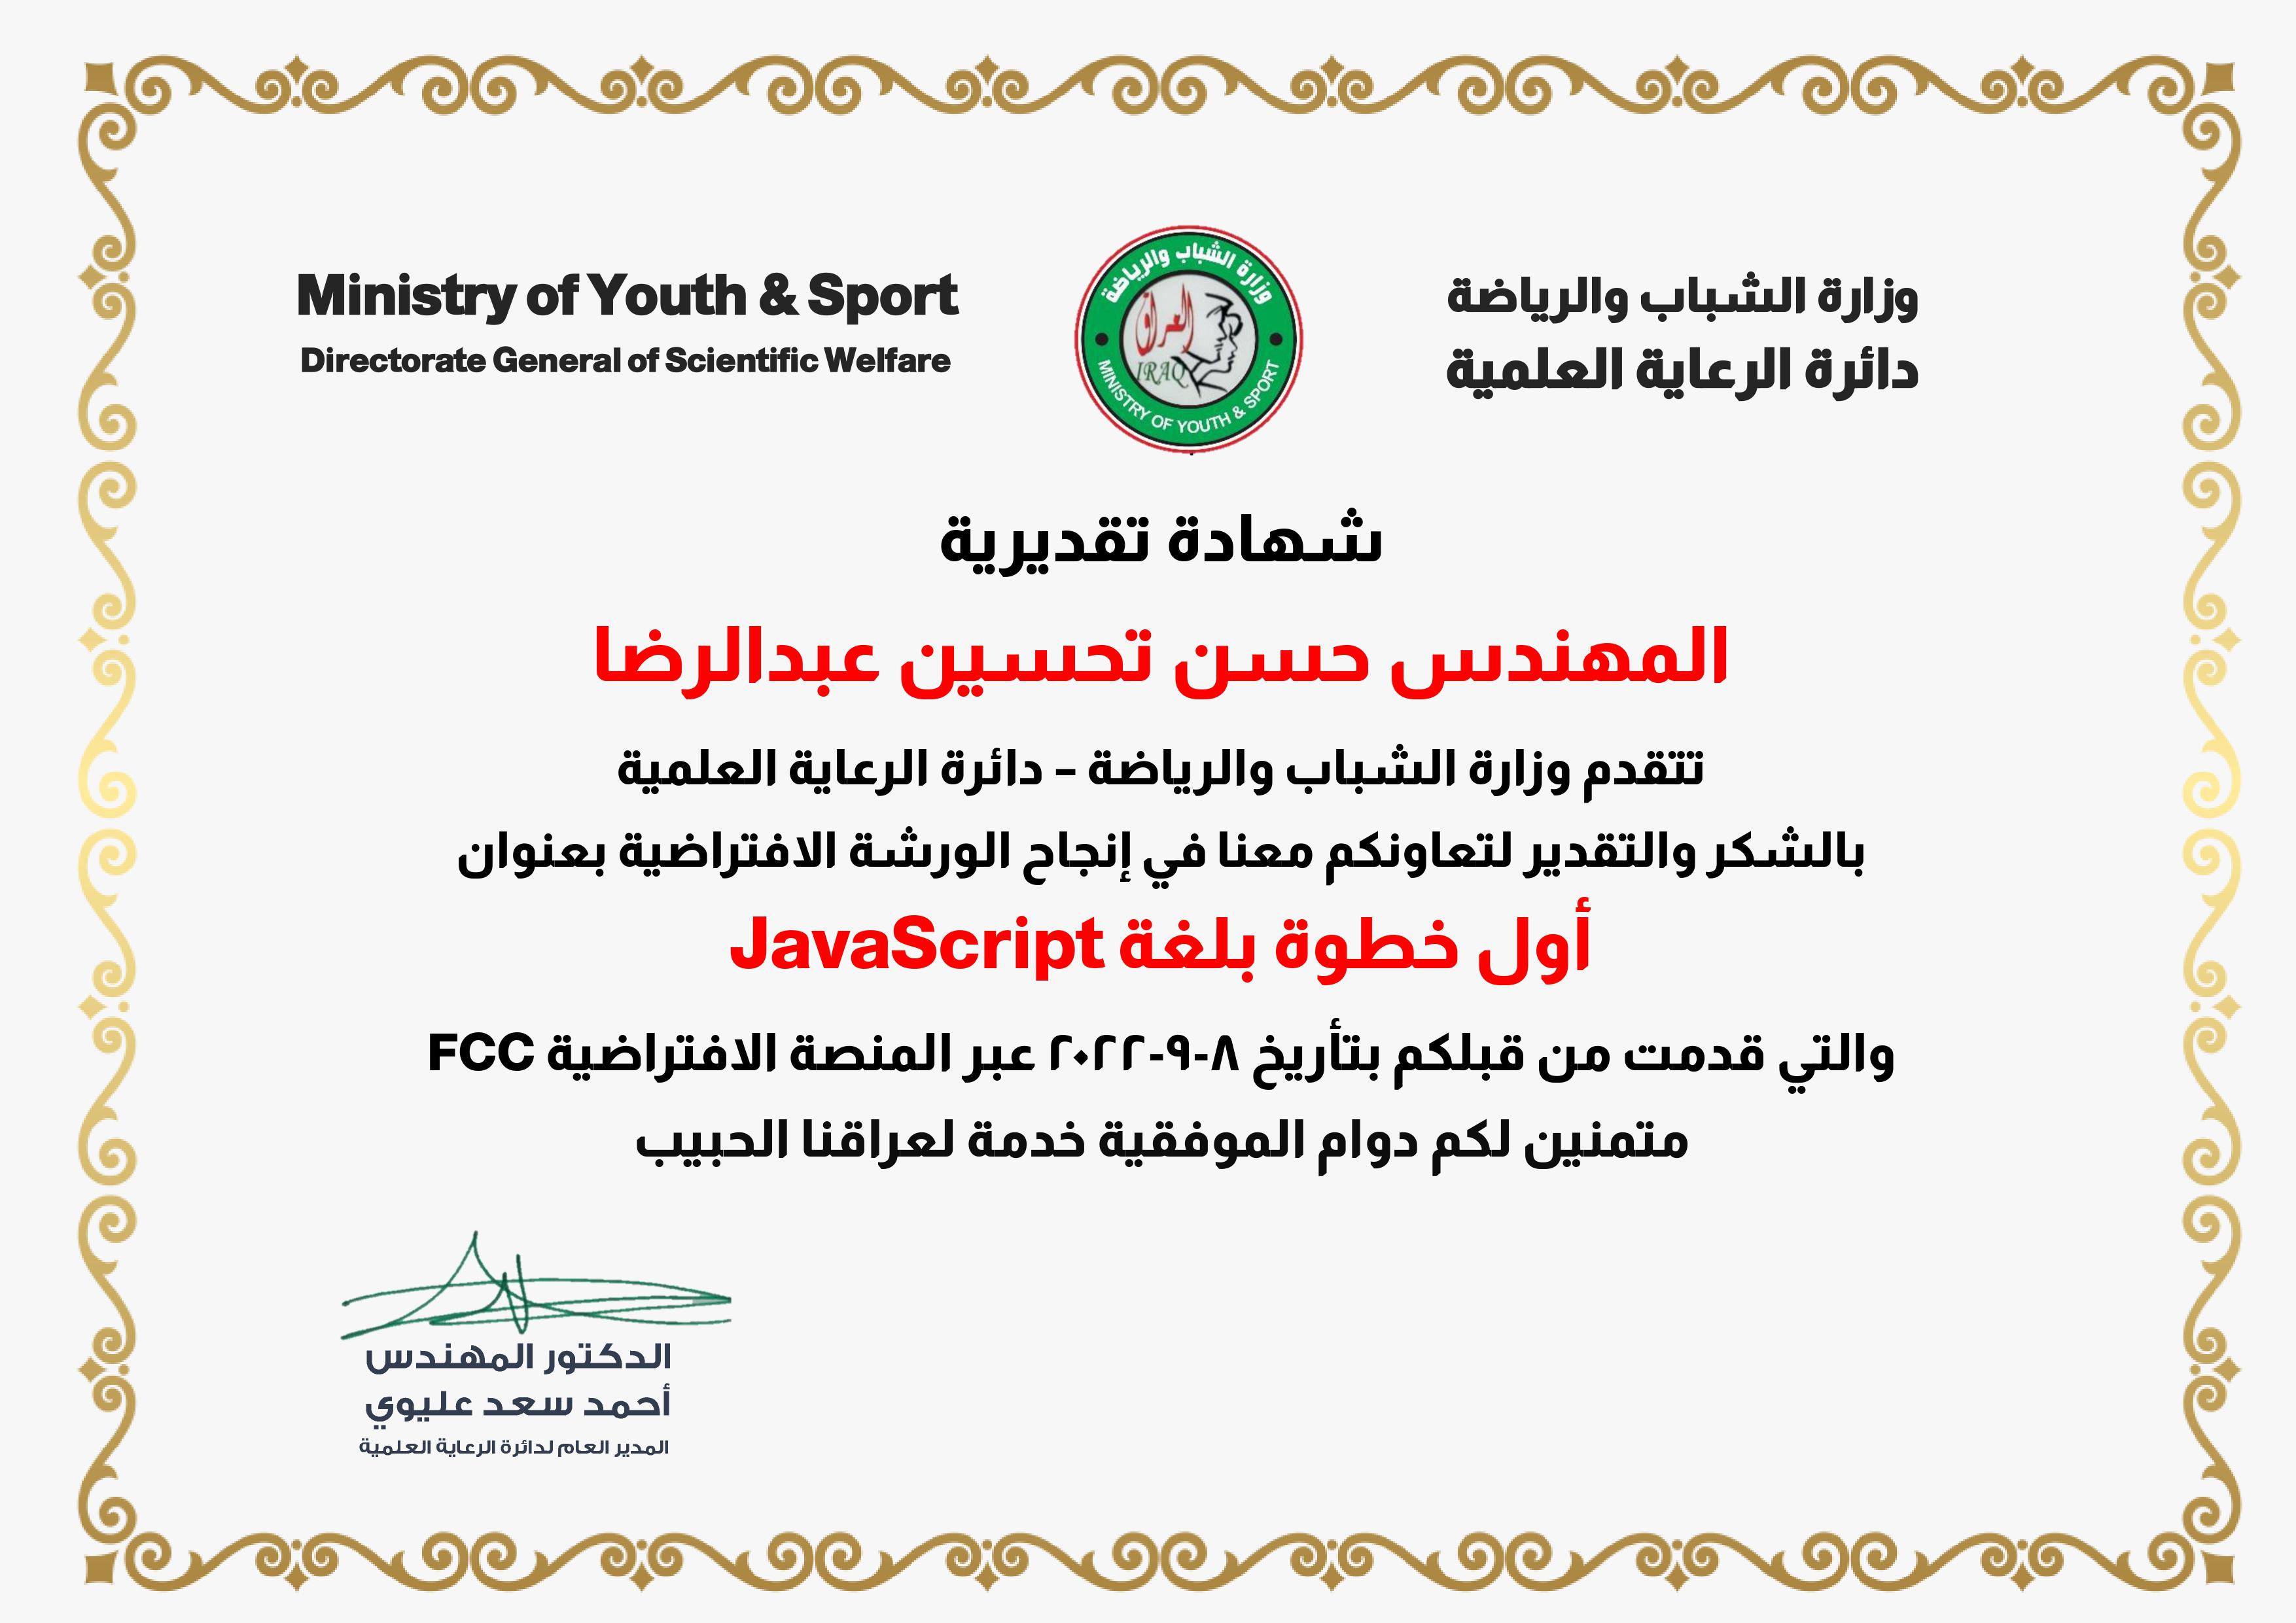 Ministry of Youth & Sport
Directorate General of Scientific Welfare
وزارة الشباب والرياضة
العراق
IRAQ
MINISTRY OF YOUTH & SPORT
وزارة الشباب والرياضة
دائرة الرعاية العلمية
شهادة تقديرية
المهندس حسن تحسين عبدالرضا
تتقدم وزارة الشباب والرياضة – دائرة الرعاية العلمية
بالشكر والتقدير لتعاونكم معنا في إنجاح الورشة الافتراضية بعنوان
أول خطوة بلغة JavaScript
والتي قدمت من قبلكم بتأريخ ٨-٩-٢٠٢٢ عبر المنصة الافتراضية FCC
متمنين لكم دوام الموفقية خدمة لعراقنا الحبيب
الدكتور المهندس
أحمد سعد عليوي
المدير العام لدائرة الرعاية العلمية